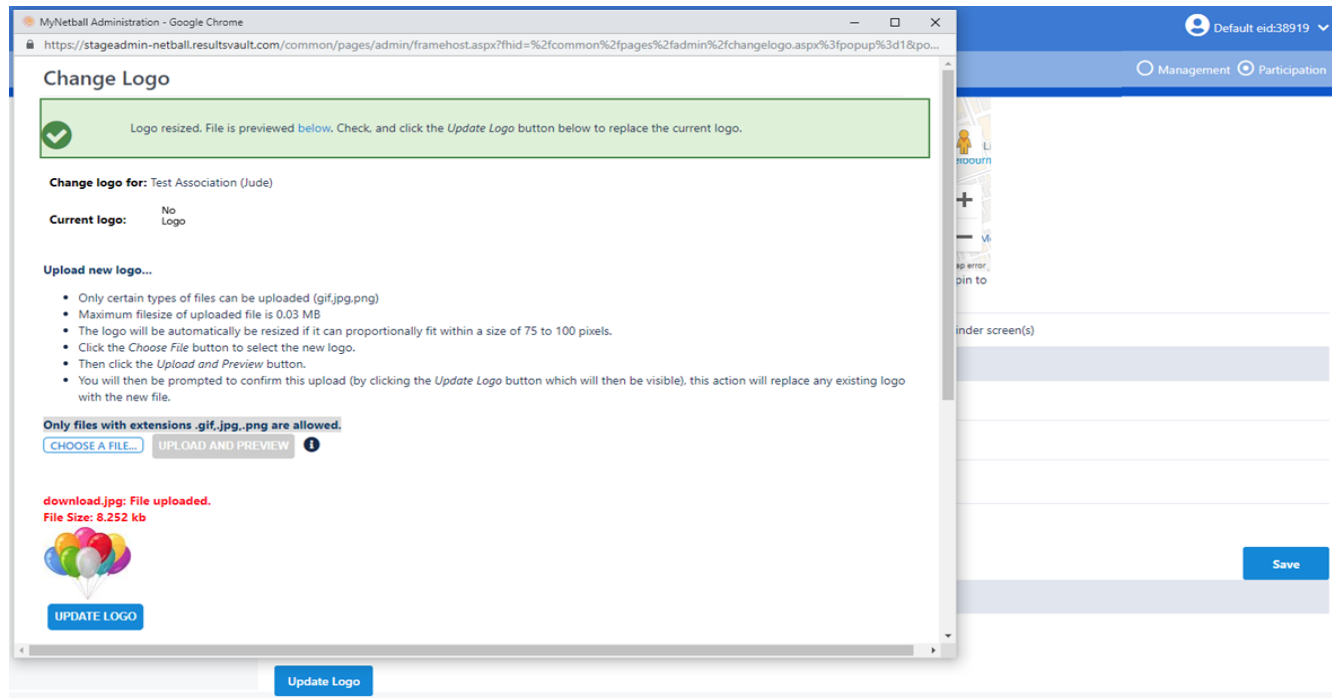 MyNetball Administration - Google Chrome
https://stageadmin-netball.resultsvault.com/common/pages/admin/framehost.aspx?fhid=%2fcommon%2fpages%2fadmin%2fchangelogo.aspx%3fpopup%3d1&po...
Default eid:38919
Management Participation
Change Logo
Logo resized. File is previewed below. Check, and click the Update Logo button below to replace the current logo.
Change logo for: Test Association (Jude)
Current logo:
No
Logo
Upload new logo...
• Only certain types of files can be uploaded (gif,jpg,png)
• Maximum filesize of uploaded file is 0.03 MB
• The logo will be automatically be resized if it can proportionally fit within a size of 75 to 100 pixels.
• Click the Choose File button to select the new logo.
• Then click the Upload and Preview button.
• You will then be prompted to confirm this upload (by clicking the Update Logo button which will then be visible), this action will replace any existing logo
with the new file.
Only files with extensions .gif,.jpg,.png are allowed.
CHOOSE A FILE...
UPLOAD AND PREVIEW
download.jpg: File uploaded.
File Size: 8.252 kb
UPDATE LOGO
error
pin to
inder screen(s)
Save
Update Logo